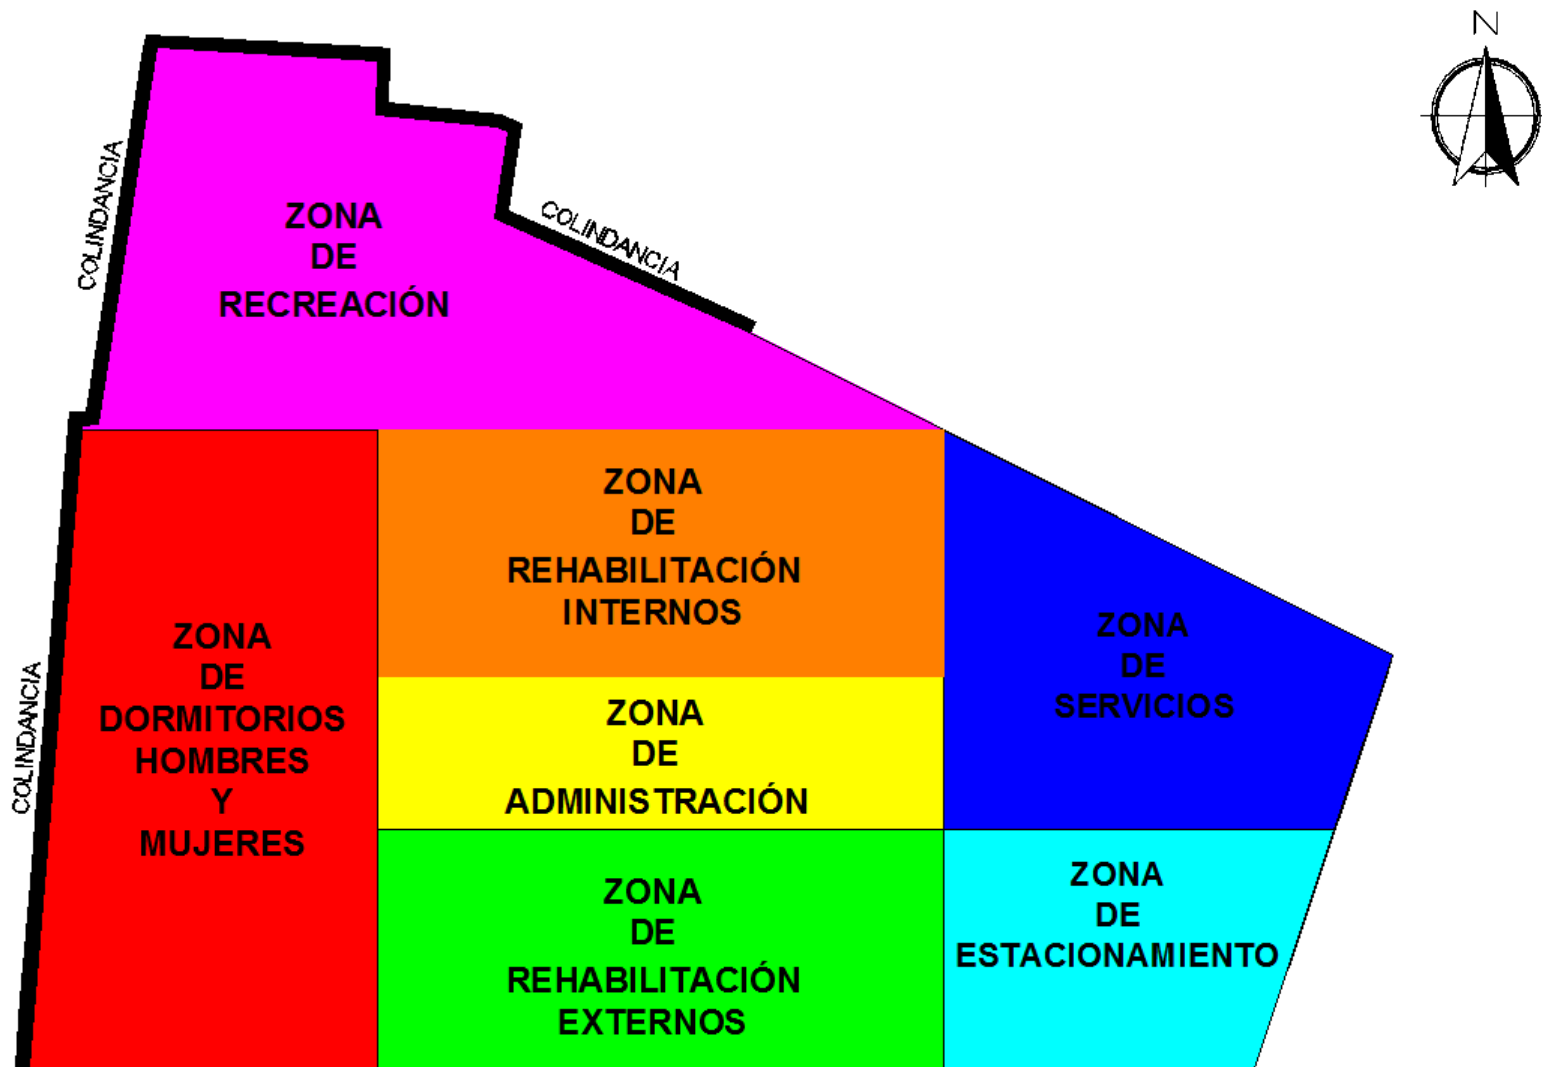 N
COLINDANCIA
COLINDANCIA
ZONA
DE
RECREACIÓN
ZONA
DE
REHABILITACIÓN
INTERNOS
ZONA
DE
DORMITORIOS
HOMBRES
Y
MUJERES
ZONA
DE
SERVICIOS
COLINDANCIA
ZONA
DE
ADMINISTRACIÓN
ZONA
DE
REHABILITACIÓN
EXTERNOS
ZONA
DE
ESTACIONAMIENTO